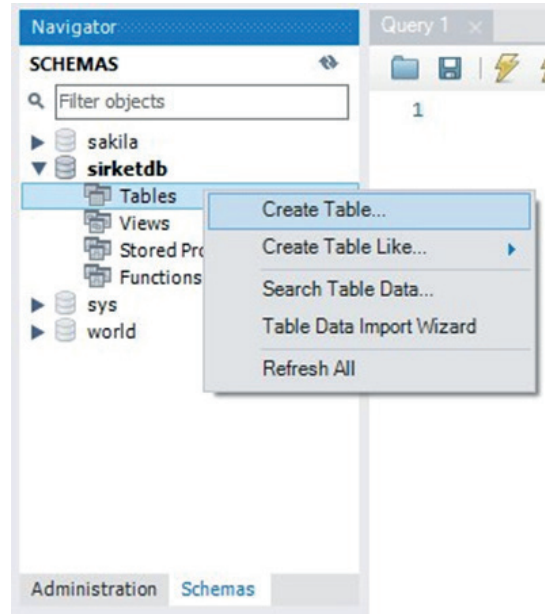 Navigator
SCHEMAS
Filter objects
sakila
sirketdb
Tables
Views
Stored Pro
Functions
sys
world
Administration Schemas
Query 1
1
Create Table...
Create Table Like...
Search Table Data...
Table Data Import Wizard
Refresh All